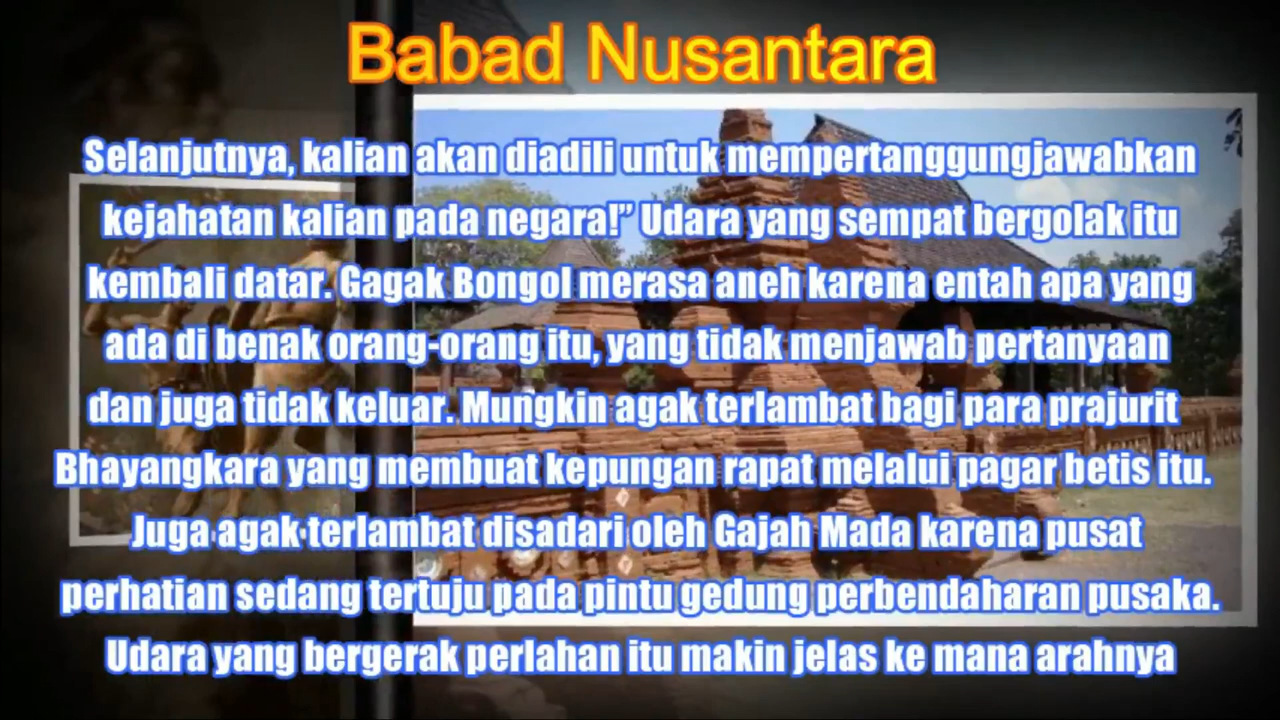 Babad Nusantara
Selanjutnya, kalian akan diadili untuk mempertanggungjawabkan
kejahatan kalian pada negara!” Udara yang sempat bergolak itu
kembali datar. Gagak Bongol merasa aneh karena entah apa yang
ada di benak orang-orang itu, yang tidak menjawab pertanyaan
dan juga tidak keluar. Mungkin agak terlambat bagi para prajurit
Bhayangkara yang membuat kepungan rapat melalui pagar betis itu.
Juga agak terlambat disadari oleh Gajah Mada karena pusat
perhatian sedang tertuju pada pintu gedung perbendaharan pusaka.
Udara yang bergerak perlahan itu makin jelas ke mana arahnya